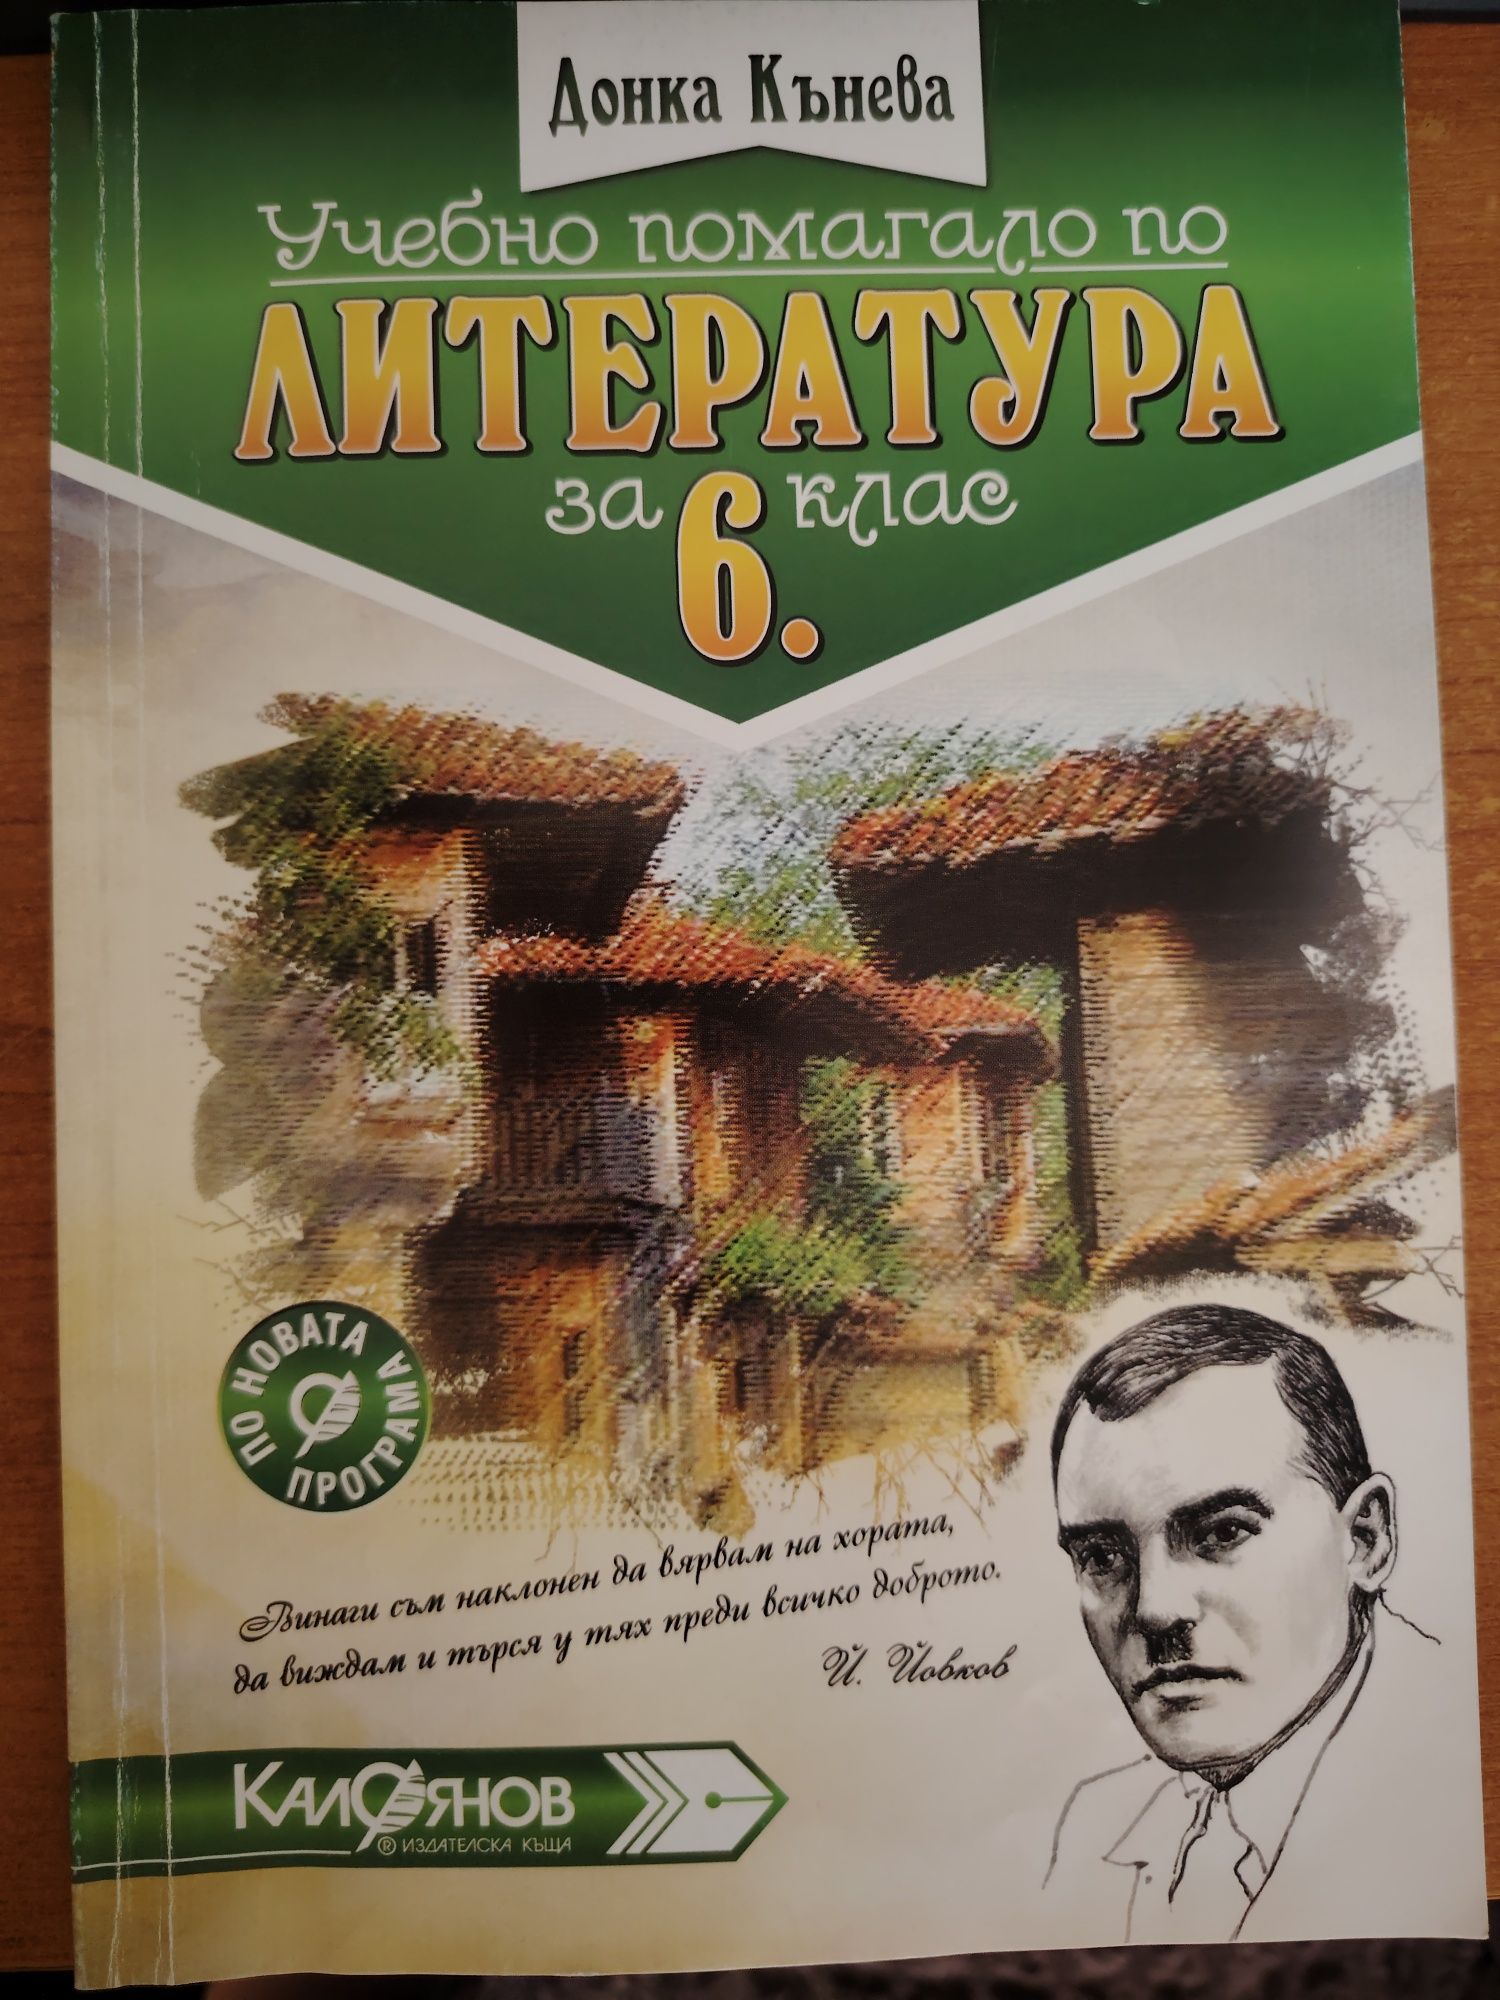 Донка Кънева
Учебно помагало по
ЛИТЕРАТУРА
за 6. клас
ПО НОВАТА ПРОГРАМА
Винаги съм наклонен да вярвам на хората,
да виждам и търся у тях преди всичко доброто.
Й. Йовков
КАЛОЯНОВ
® ИЗДАТЕЛСКА КЪЩА